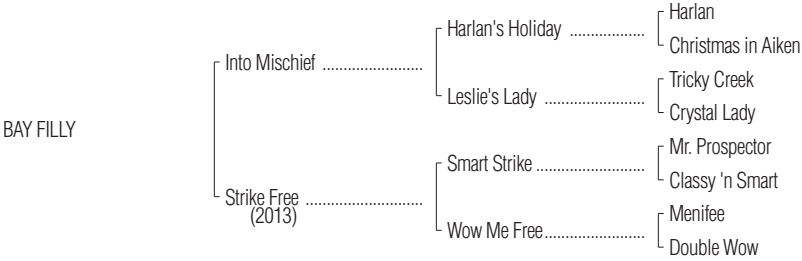 Harlan
Harlan's Holiday ..................
Christmas in Aiken
Into Mischief ........................
Tricky Creek
Leslie's Lady ........................
Crystal Lady
BAY FILLY
Mr. Prospector
Smart Strike ..........................
Classy 'n Smart
Strike Free ............................
(2013)
Menifee
Wow Me Free........................
Double Wow